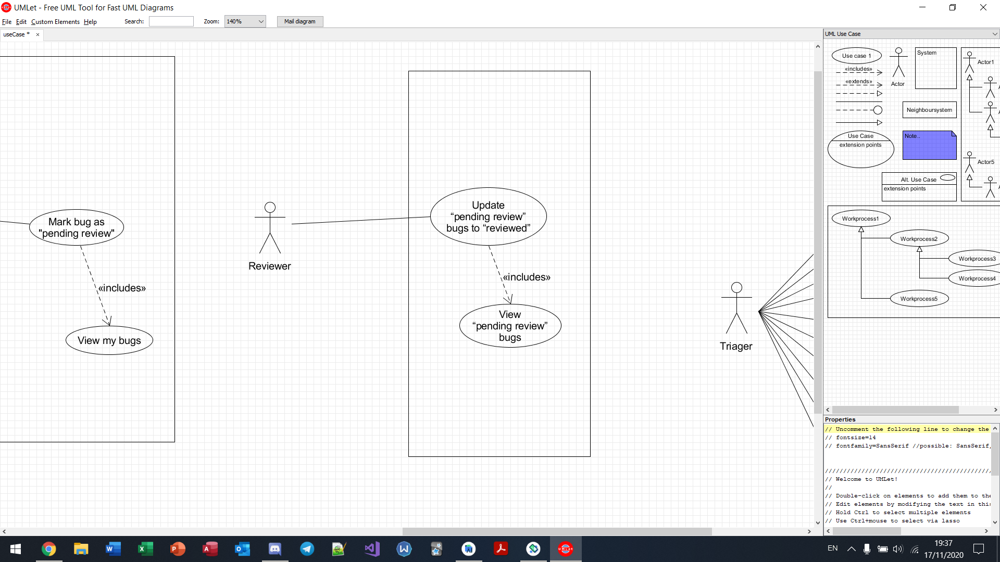 UMLet - Free UML Tool for Fast UML Diagrams
File Edit Custom Elements Help Search: Zoom: 140% Mail diagram
useCase *
Mark bug as
"pending review"
«includes»
View my bugs
Reviewer
Update
“pending review”
bugs to “reviewed”
«includes»
View
“pending review”
bugs
Triager
UML Use Case
Use case 1
«includes»
«extends»
Actor
System
Actor1
Neighboursystem
Use Case
extension points
Note..
Actor5
Alt. Use Case
extension points
Workprocess1
Workprocess2
Workprocess3
Workprocess4
Workprocess5
Properties
// Uncomment the following line to change the
// fontsize=14
// fontfamily=SansSerif //possible: SansSerif,
//////////////////////////////////////////////
// Welcome to UMLet!
//
// Double-click on elements to add them to the
// Edit elements by modifying the text in this
// Hold Ctrl to select multiple elements
// Use Ctrl+mouse to select via lasso
EN
19:37
17/11/2020